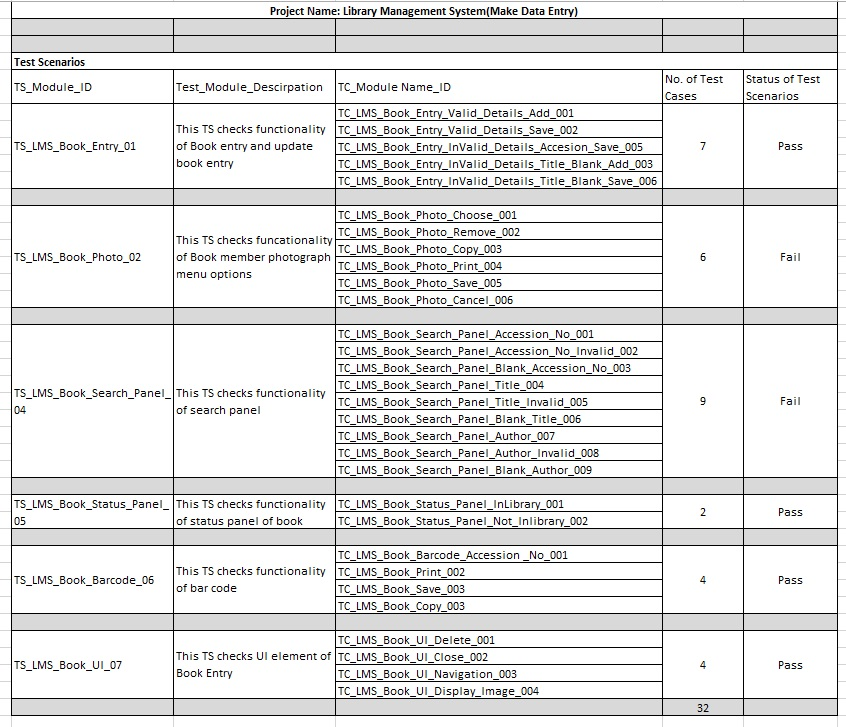 Project Name: Library Management System(Make Data Entry)
Test Scenarios
TS_Module_ID
Test_Module_Descirpation
TC_Module Name_ID
No. of Test
Cases
Status of Test
Scenarios
TS_LMS_Book_Entry_01
This TS checks functionality
of Book entry and update
book entry
TC_LMS_Book_Entry_Valid_Details_Add_001
TC_LMS_Book_Entry_Valid_Details_Save_002
TC_LMS_Book_Entry_InValid_Details_Accesion_Save_005
TC_LMS_Book_Entry_InValid_Details_Title_Blank_Add_003
TC_LMS_Book_Entry_InValid_Details_Title_Blank_Save_006
7
Pass
TS_LMS_Book_Photo_02
This TS checks funcationality
of Book member photograph
menu options
TC_LMS_Book_Photo_Choose_001
TC_LMS_Book_Photo_Remove_002
TC_LMS_Book_Photo_Copy_003
TC_LMS_Book_Photo_Print_004
TC_LMS_Book_Photo_Save_005
TC_LMS_Book_Photo_Cancel_006
6
Fail
TS_LMS_Book_Search_Panel_
04
This TS checks functionality
of search panel
TC_LMS_Book_Search_Panel_Accession_No_001
TC_LMS_Book_Search_Panel_Accession_No_Invalid_002
TC_LMS_Book_Search_Panel_Blank_Accession_No_003
TC_LMS_Book_Search_Panel_Title_004
TC_LMS_Book_Search_Panel_Title_Invalid_005
TC_LMS_Book_Search_Panel_Blank_Title_006
TC_LMS_Book_Search_Panel_Author_007
TC_LMS_Book_Search_Panel_Author_Invalid_008
TC_LMS_Book_Search_Panel_Blank_Author_009
9
Fail
TS_LMS_Book_Status_Panel_
05
This TS checks functionality
of status panel of book
TC_LMS_Book_Status_Panel_InLibrary_001
TC_LMS_Book_Status_Panel_Not_Inlibrary_002
2
Pass
TS_LMS_Book_Barcode_06
This TS checks functionality
of bar code
TC_LMS_Book_Barcode_Accession _No_001
TC_LMS_Book_Print_002
TC_LMS_Book_Save_003
TC_LMS_Book_Copy_003
4
Pass
TS_LMS_Book_UI_07
This TS checks UI element of
Book Entry
TC_LMS_Book_UI_Delete_001
TC_LMS_Book_UI_Close_002
TC_LMS_Book_UI_Navigation_003
TC_LMS_Book_UI_Display_Image_004
4
Pass
32